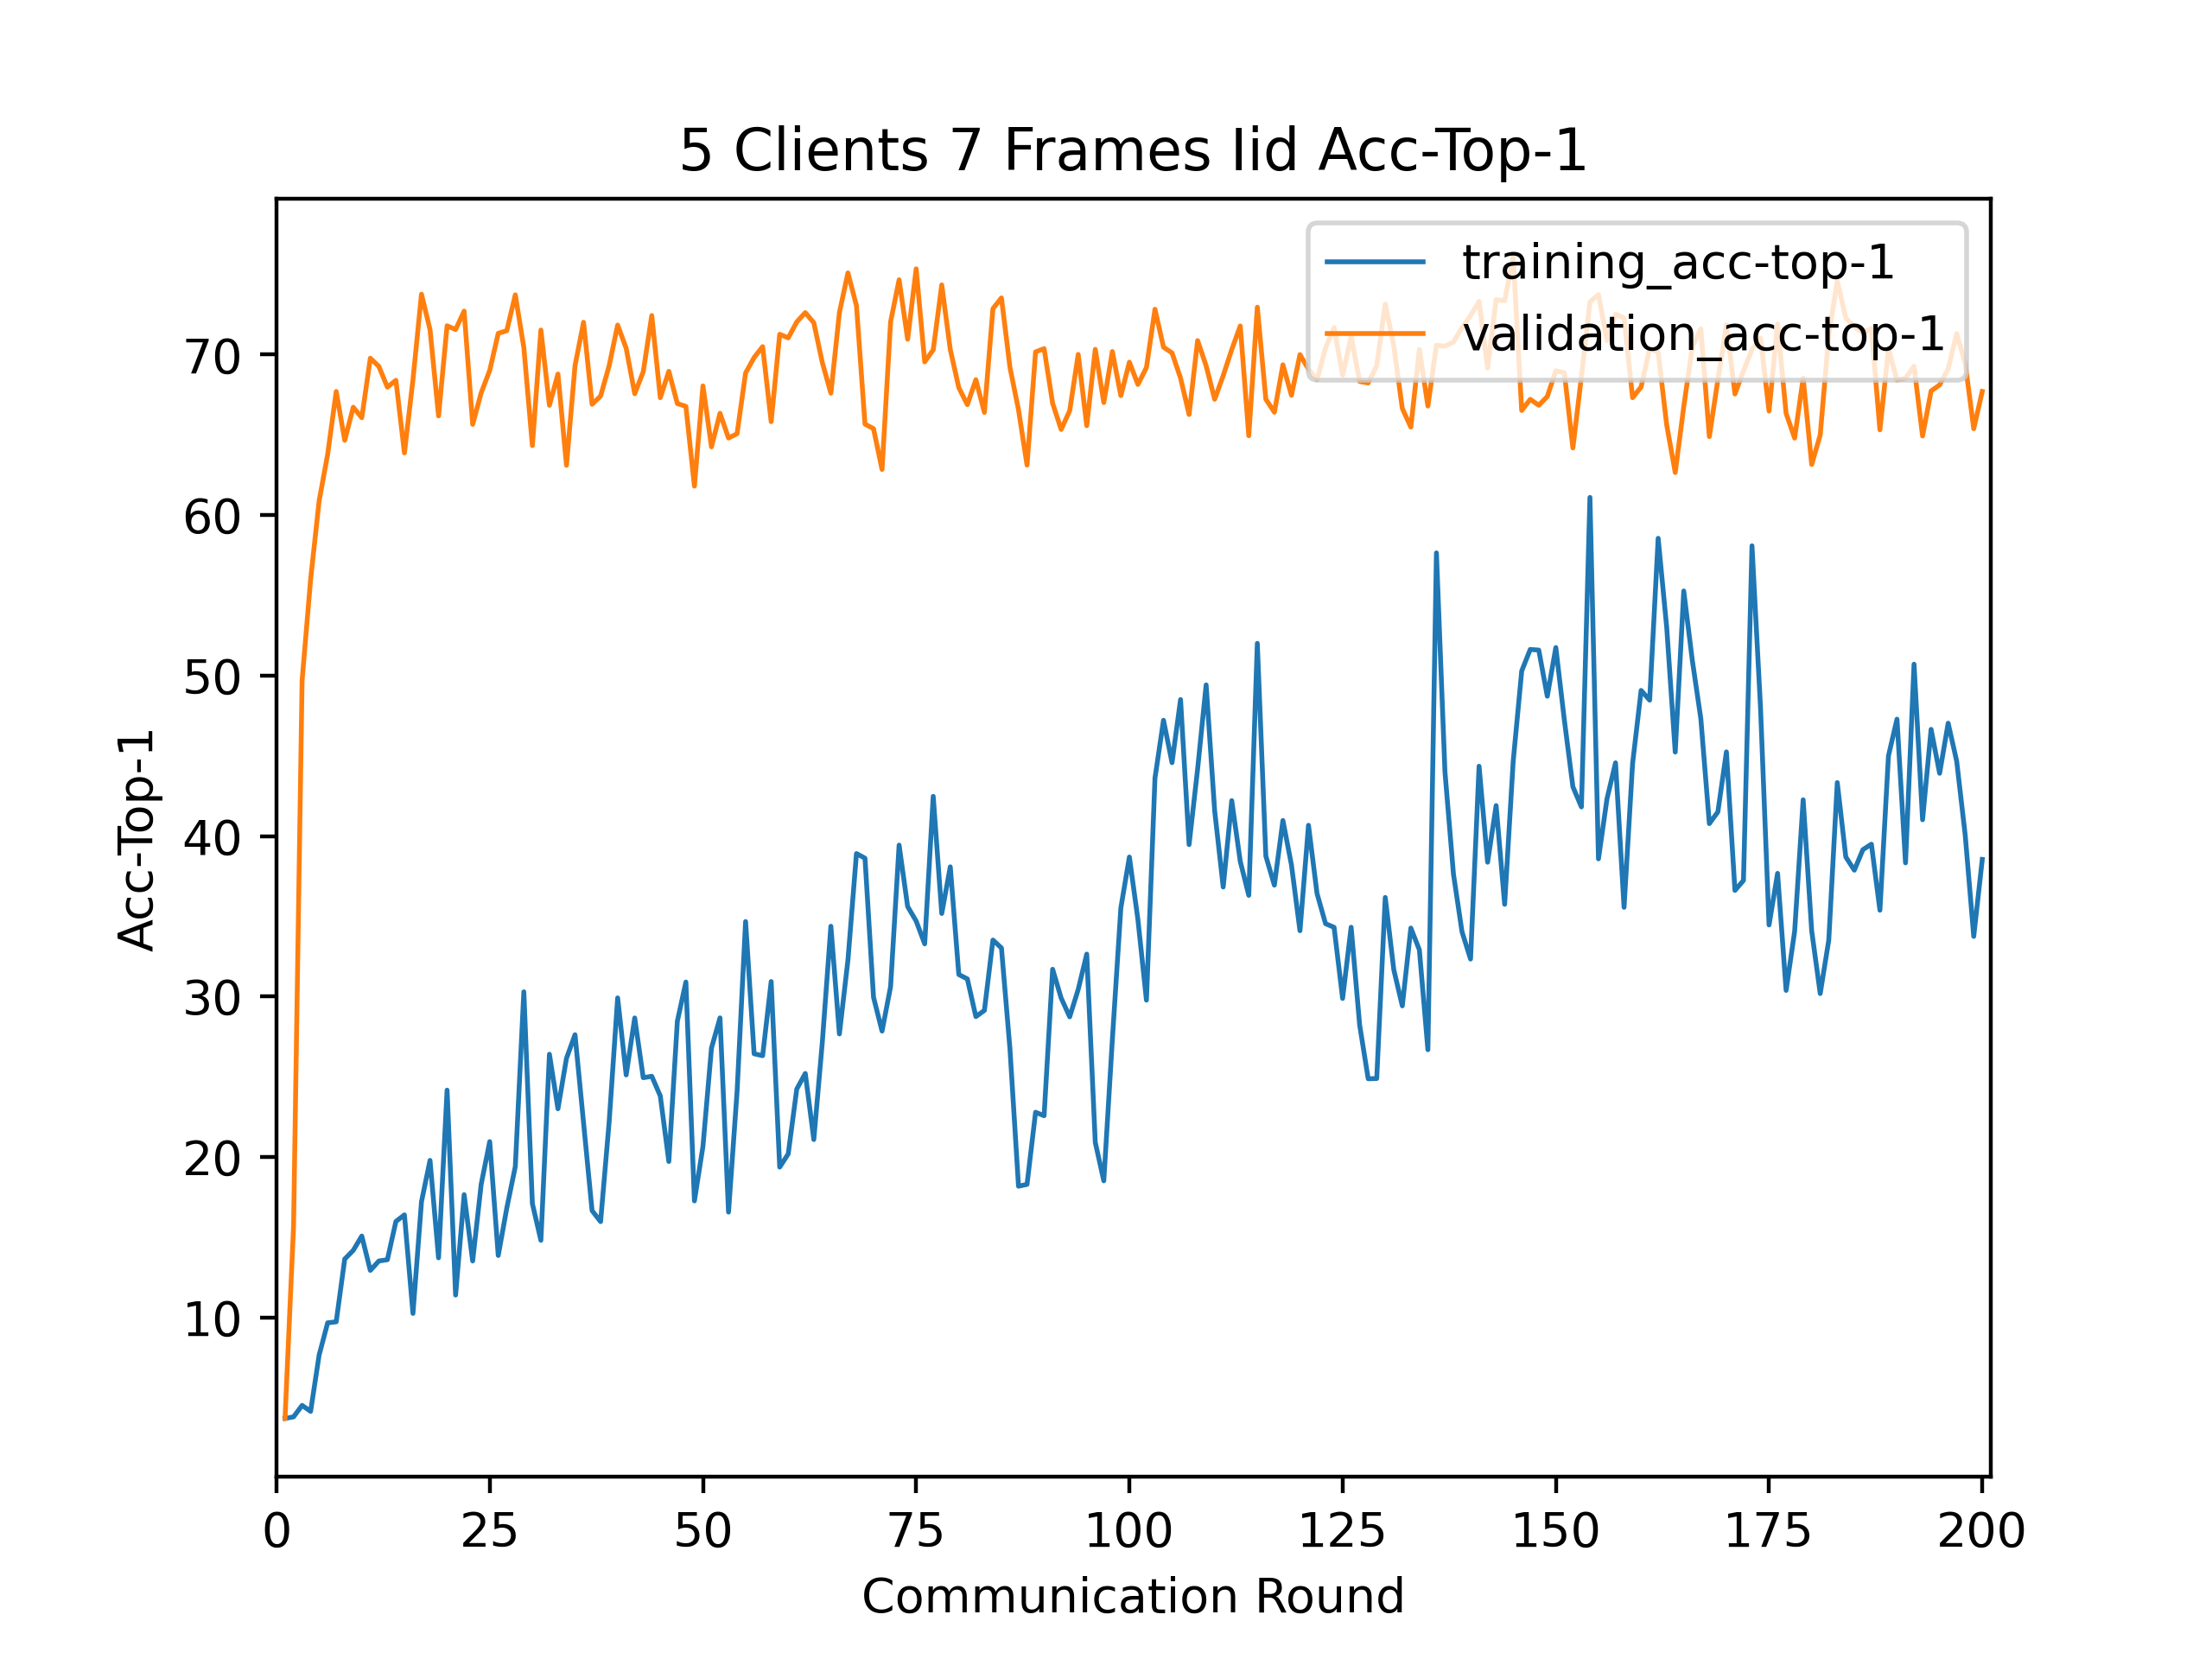 5 Clients 7 Frames Iid Acc-Top-1
training_acc-top-1
validation_acc-top-1
Acc-Top-1
70
60
50
40
30
20
10
0 25 50 75 100 125 150 175 200
Communication Round